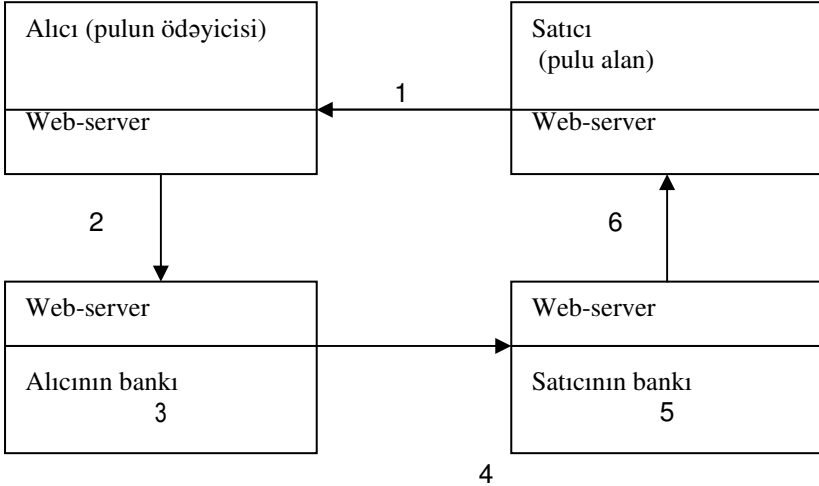 Alıcı (pulun ödəyicisi)
Satıcı
(pulu alan)
1
Web-server
Web-server
2
6
Web-server
Web-server
Alıcının bankı
3
Satıcının bankı
5
4